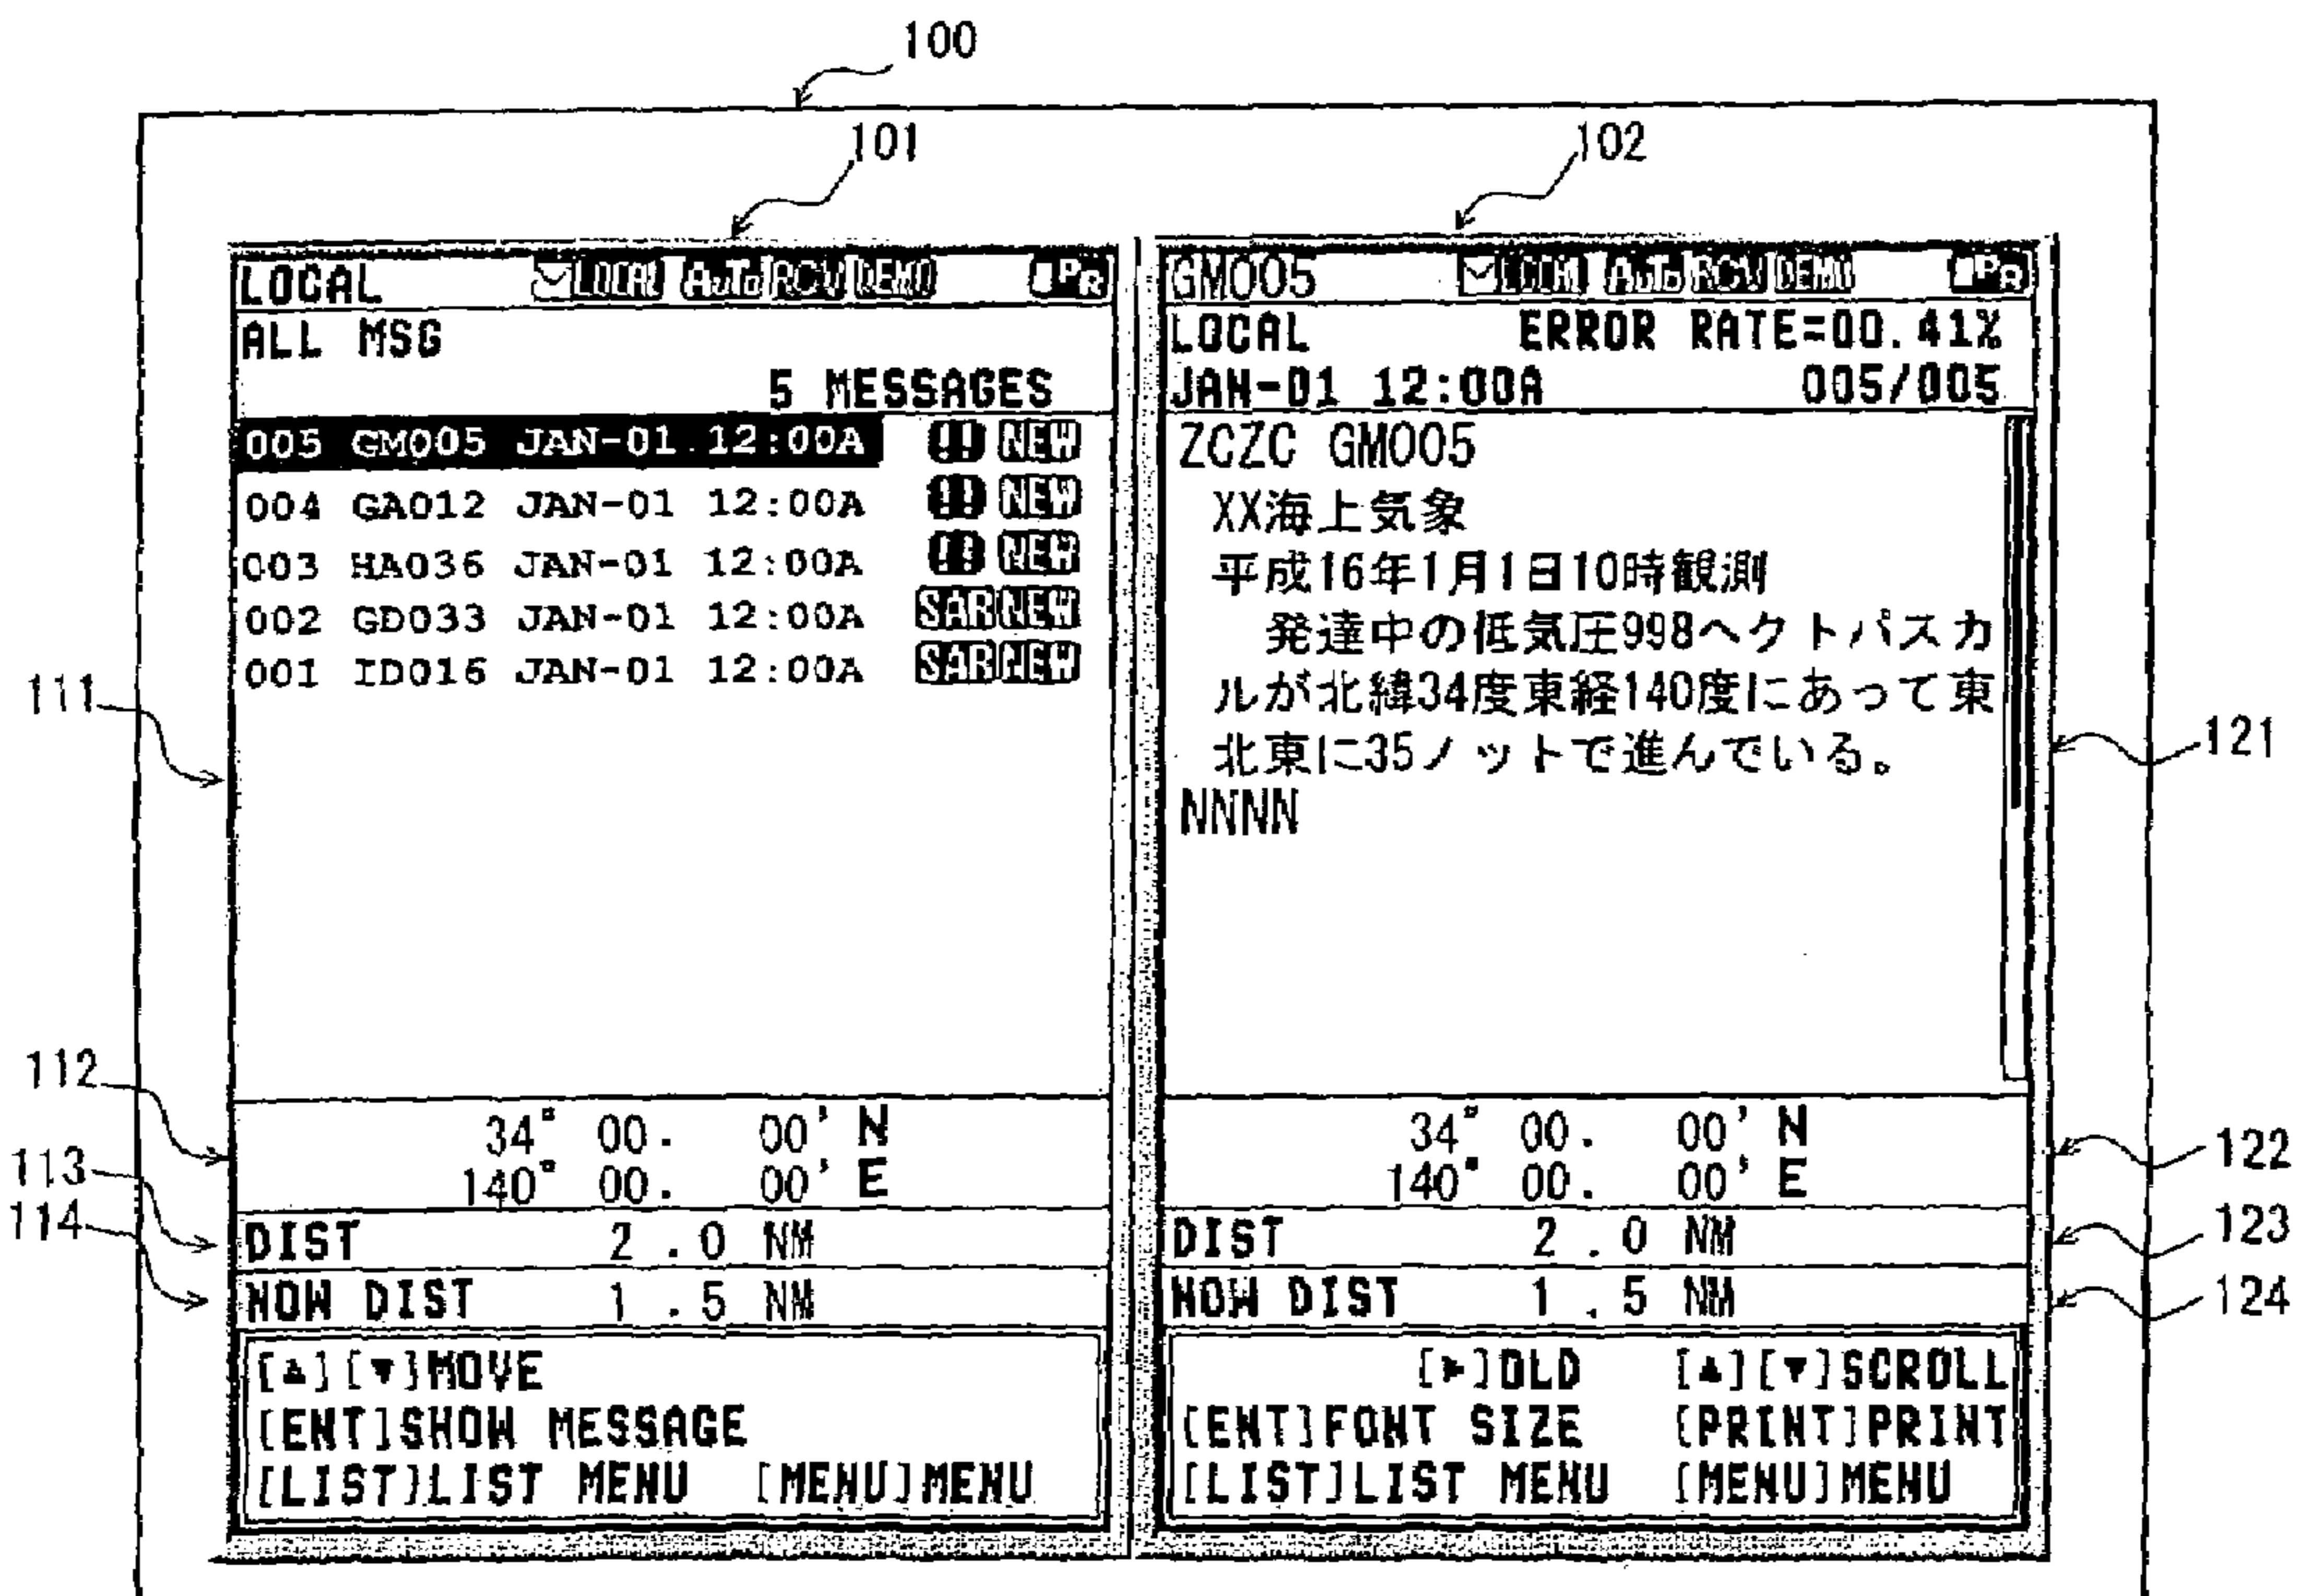 100
101
102
LOCAL LOCAL AUTO RCV DEMO PR
ALL MSG
5 MESSAGES
005 GM005 JAN-01 12:00A !! NEW
004 GA012 JAN-01 12:00A !! NEW
003 HA036 JAN-01 12:00A !! NEW
002 GD033 JAN-01 12:00A SAR NEW
001 ID016 JAN-01 12:00A SAR NEW
111
112
34° 00. 00' N
140° 00. 00' E
113
DIST 2.0 NM
114
NOW DIST 1.5 NM
[▲][▼]MOVE
[ENT]SHOW MESSAGE
[LIST]LIST MENU [MENU]MENU
GM005 LOCAL AUTO RCV DEMO PR
LOCAL ERROR RATE=00.41%
JAN-01 12:00A 005/005
ZCZC GM005
XX海上気象
平成16年1月1日10時観測
発達中の低気圧998ヘクトパスカ
ルが北緯34度東経140度にあって東
北東に35ノットで進んでいる。
NNNN
121
34° 00. 00' N
140° 00. 00' E
122
DIST 2.0 NM
123
NOW DIST 1.5 NM
124
[▶]OLD [▲][▼]SCROLL
[ENT]FONT SIZE [PRINT]PRINT
[LIST]LIST MENU [MENU]MENU